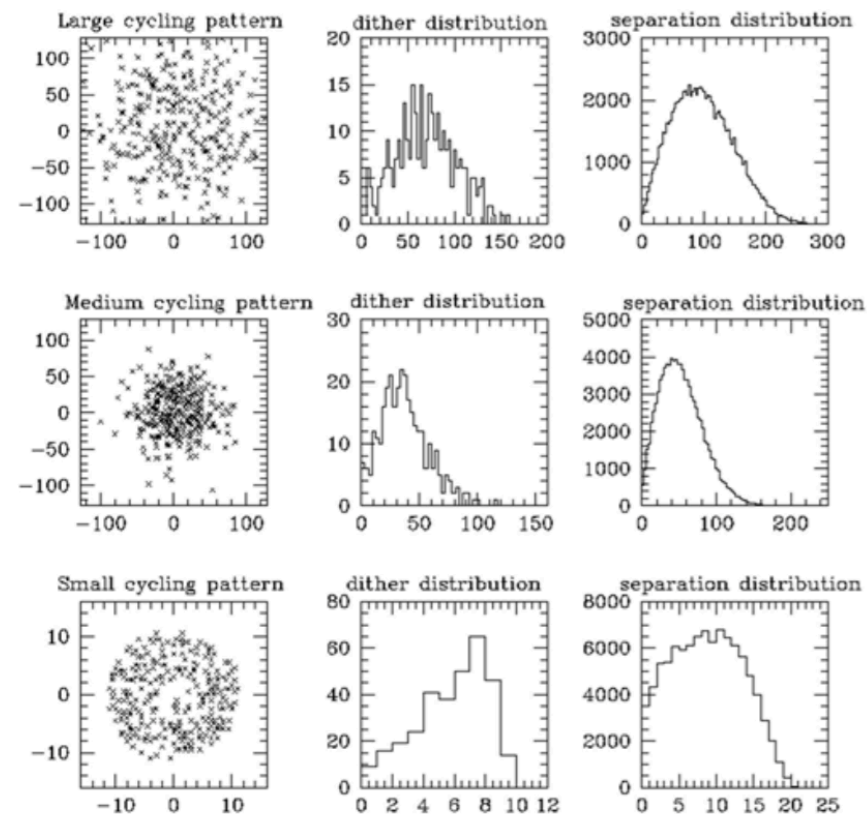 Large cycling pattern
dither distribution
separation distribution
100
50
0
−50
−100
−100 0 100
20
15
10
5
0
50 100 150 200
3000
2000
1000
0
0 100 200 300
Medium cycling pattern
dither distribution
separation distribution
100
50
0
−50
−100
−100 0 100
30
20
10
0
0 50 100 150
5000
4000
3000
2000
1000
0
0 100 200
Small cycling pattern
dither distribution
separation distribution
10
0
−10
−10 0 10
80
60
40
20
0
0 2 4 6 8 10 12
8000
6000
4000
2000
0
0 5 10 15 20 25